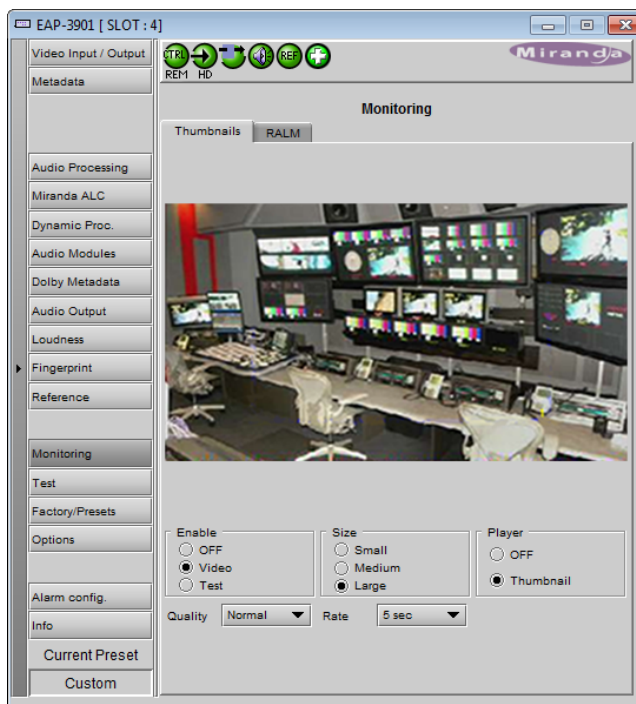 EAP-3901 [ SLOT : 4]
Video Input / Output
Metadata
Audio Processing
Miranda ALC
Dynamic Proc.
Audio Modules
Dolby Metadata
Audio Output
Loudness
Fingerprint
Reference
Monitoring
Test
Factory/Presets
Options
Alarm config.
Info
Current Preset
Custom
CTRL
REF
REM
HD
Miranda
Monitoring
Thumbnails
RALM
Enable
OFF
Video
Test
Size
Small
Medium
Large
Player
OFF
Thumbnail
Quality
Normal
Rate
5 sec